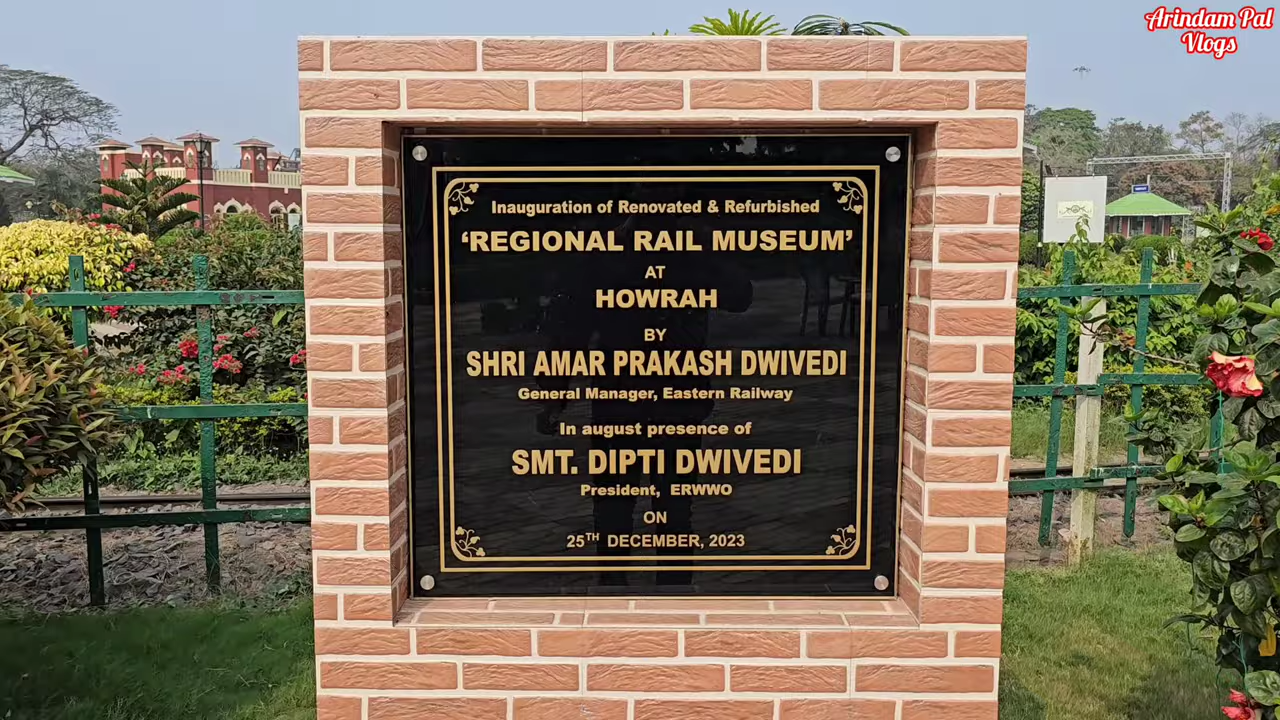 Arindam Pal
Vlogs
Inauguration of Renovated & Refurbished
‘REGIONAL RAIL MUSEUM’
AT
HOWRAH
BY
SHRI AMAR PRAKASH DWIVEDI
General Manager, Eastern Railway
In august presence of
SMT. DIPTI DWIVEDI
President, ERWWO
ON
25TH DECEMBER, 2023